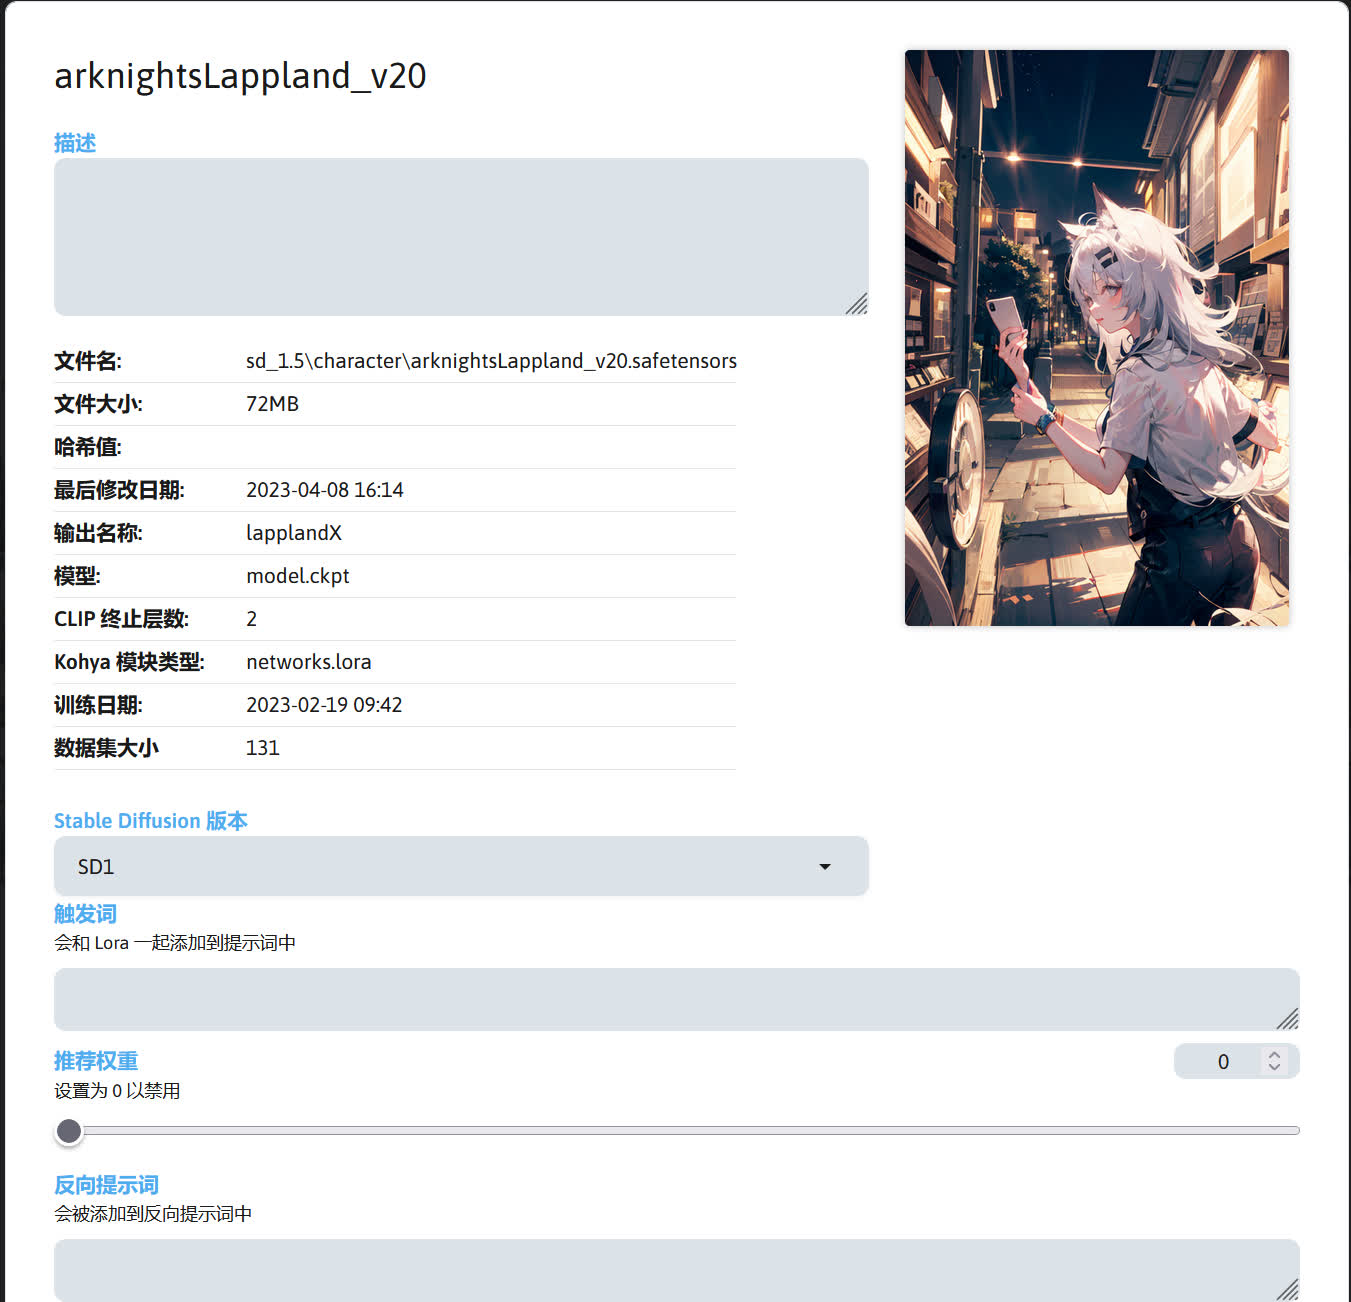 arknightsLappland_v20
描述
文件名: sd_1.5\character\arknightsLappland_v20.safetensors
文件大小: 72MB
哈希值:
最后修改日期: 2023-04-08 16:14
输出名称: lapplandX
模型: model.ckpt
CLIP 终止层数: 2
Kohya 模块类型: networks.lora
训练日期: 2023-02-19 09:42
数据集大小 131
Stable Diffusion 版本
SD1
触发词
会和 Lora 一起添加到提示词中
推荐权重 0
设置为 0 以禁用
反向提示词
会被添加到反向提示词中